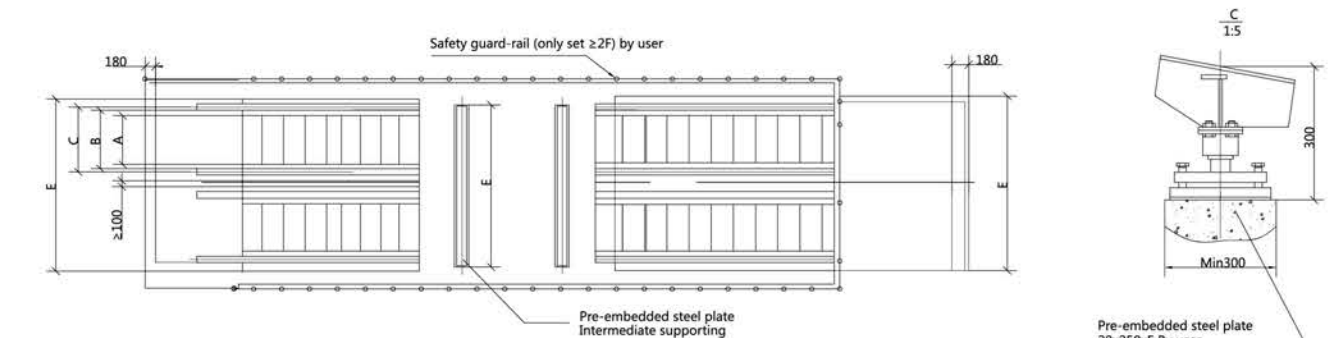 C
1:5
Safety guard-rail (only set ≥2F) by user
180
180
C
B
A
E
E
E
≥100
300
Min300
Pre-embedded steel plate
Intermediate supporting
Pre-embedded steel plate